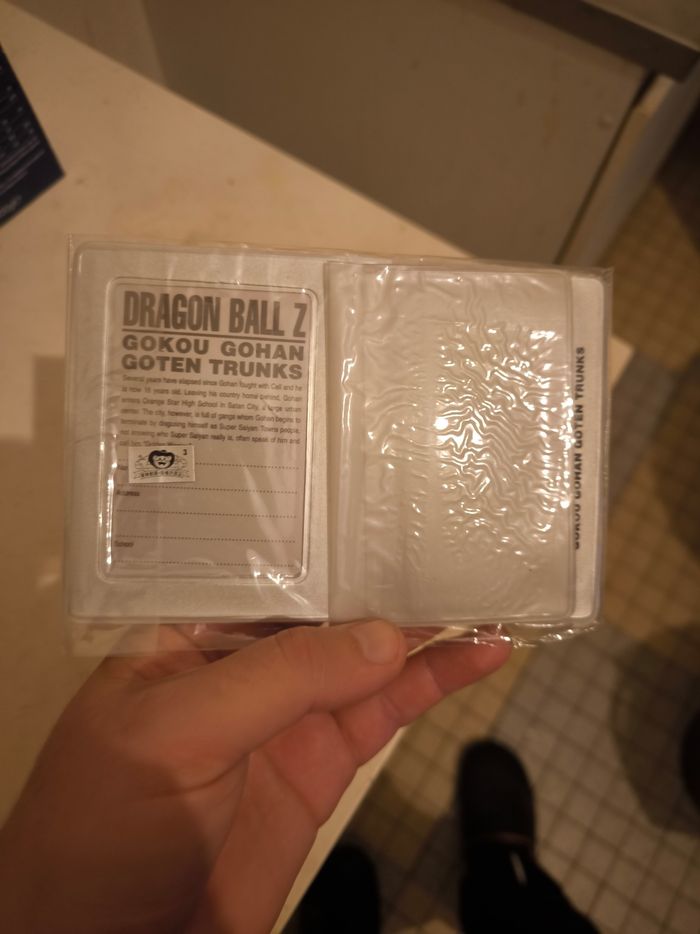 DRAGON BALL Z
GOKOU GOHAN
GOTEN TRUNKS
Several years have elapsed since Gohan fought with Cell and he
is now 16 years old. Leaving his country home behind, Gohan
enters Orange Star High School in Satan City, a large urban
center. The city, however, is full of gangs whom Gohan begins to
terminate by disguising himself as Super Saiyan. Towns people,
not knowing who Super Saiyan really is, often speak of him and
call him "Golden
3
Address
School
GOKOU GOHAN GOTEN TRUNKS